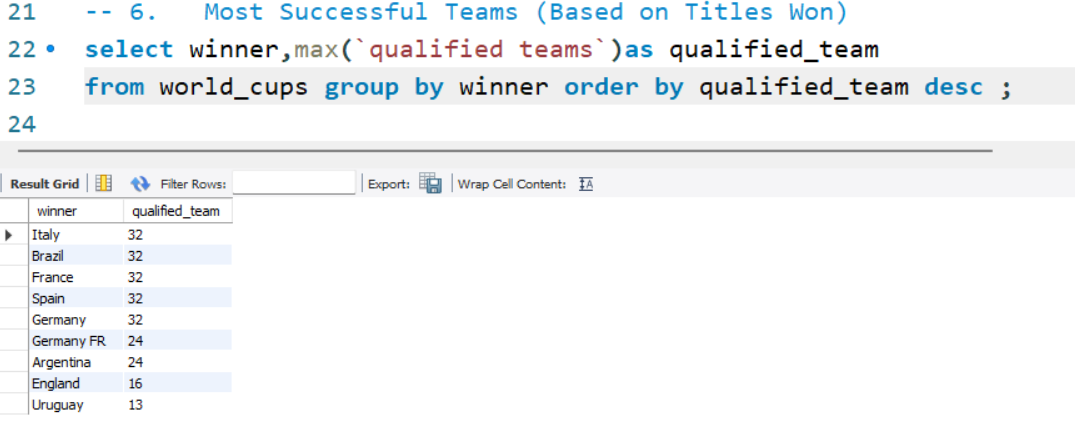 21 -- 6. Most Successful Teams (Based on Titles Won)
22 • select winner,max(`qualified teams`)as qualified_team
23 from world_cups group by winner order by qualified_team desc ;
24
Result Grid Filter Rows: Export: Wrap Cell Content: IA
winner qualified_team
Italy 32
Brazil 32
France 32
Spain 32
Germany 32
Germany FR 24
Argentina 24
England 16
Uruguay 13